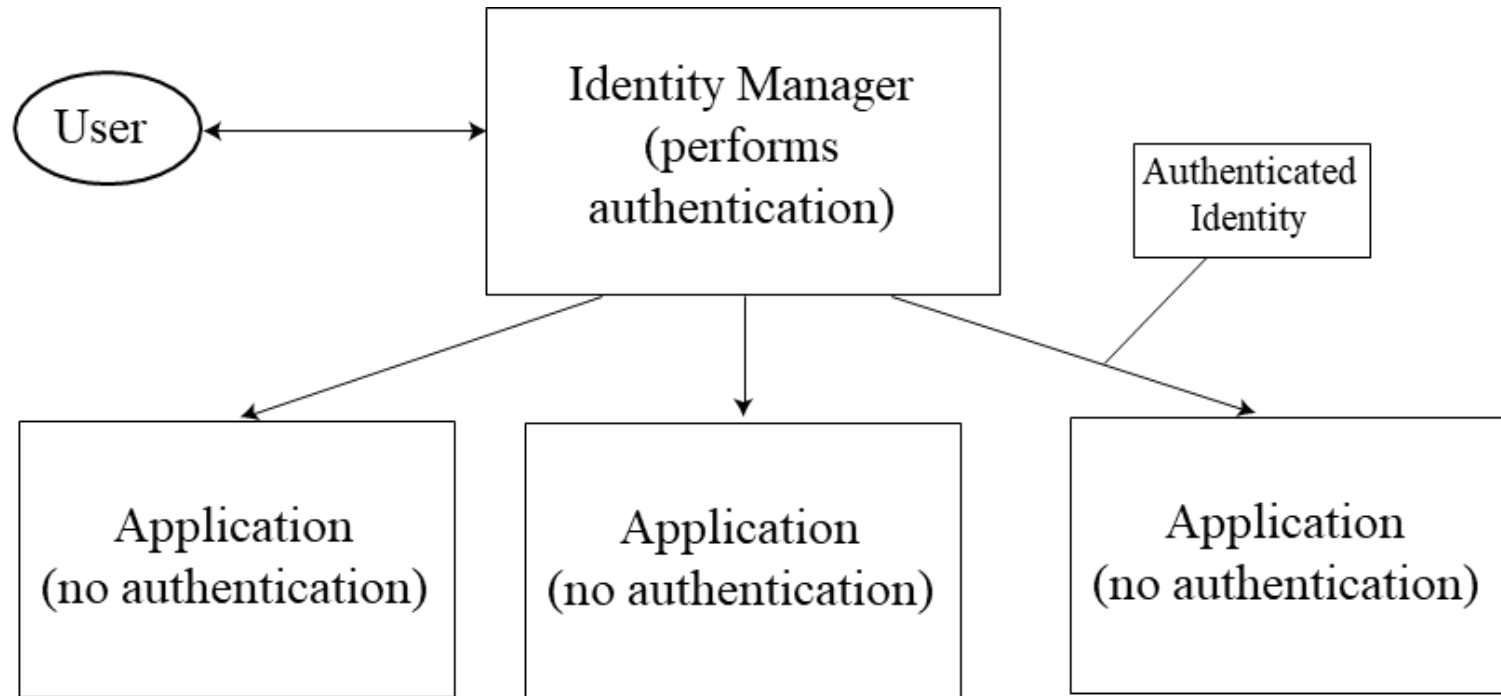 User
Identity Manager
(performs
authentication)
Authenticated
Identity
Application
(no authentication)
Application
(no authentication)
Application
(no authentication)